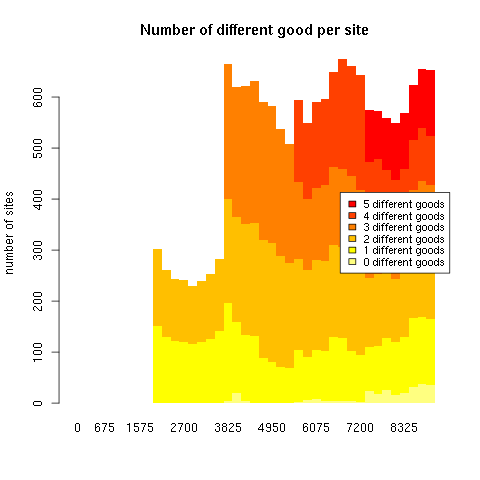 Number of different good per site
number of sites
600
500
400
300
200
100
0
5 different goods
4 different goods
3 different goods
2 different goods
1 different goods
0 different goods
0 675 1575 2700 3825 4950 6075 7200 8325